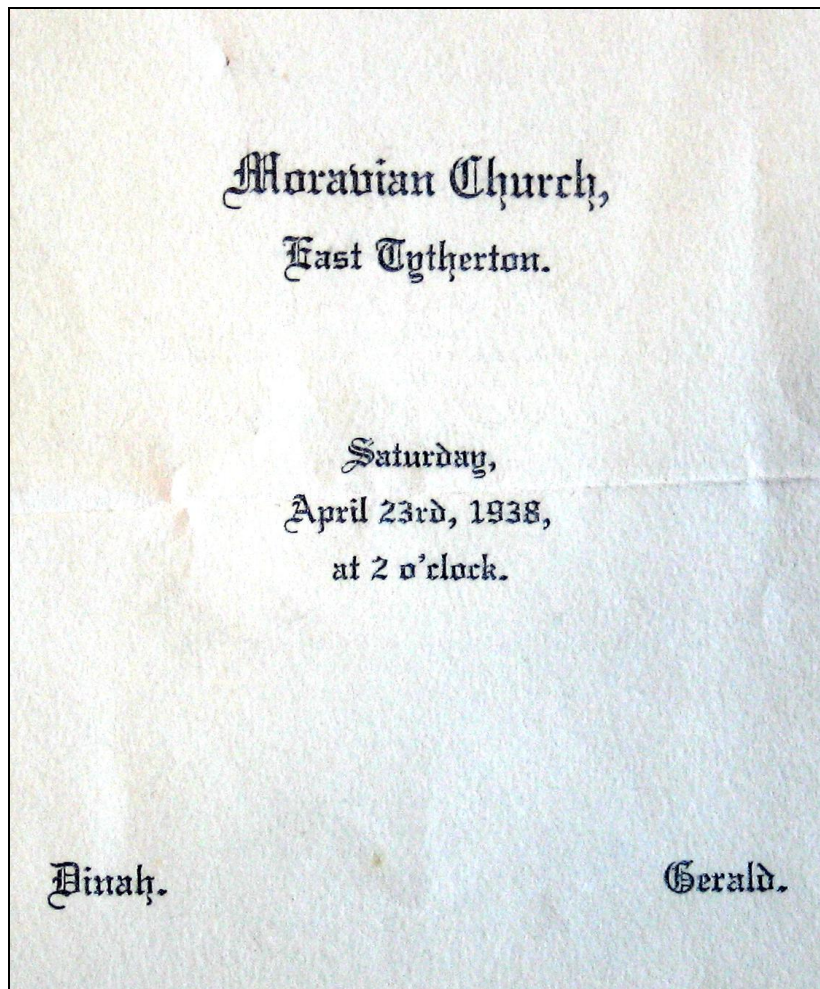 Moravian Church,
East Tytherton.
Saturday,
April 23rd, 1938,
at 2 o'clock.
Dinah. Gerald.